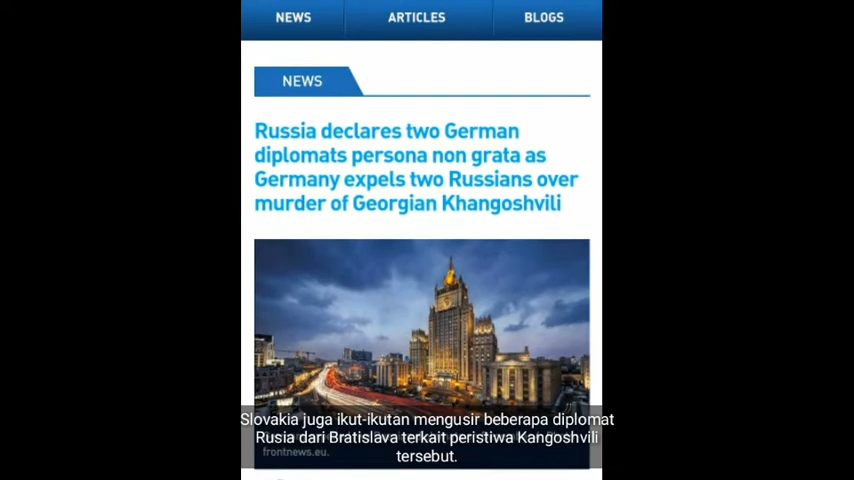 NEWS
ARTICLES
BLOGS
NEWS
Russia declares two German
diplomats persona non grata as
Germany expels two Russians over
murder of Georgian Khangoshvili
Slovakia juga ikut-ikutan mengusir beberapa diplomat
Rusia dari Bratislava terkait peristiwa Kangoshvili
tersebut.
frontnews.eu.